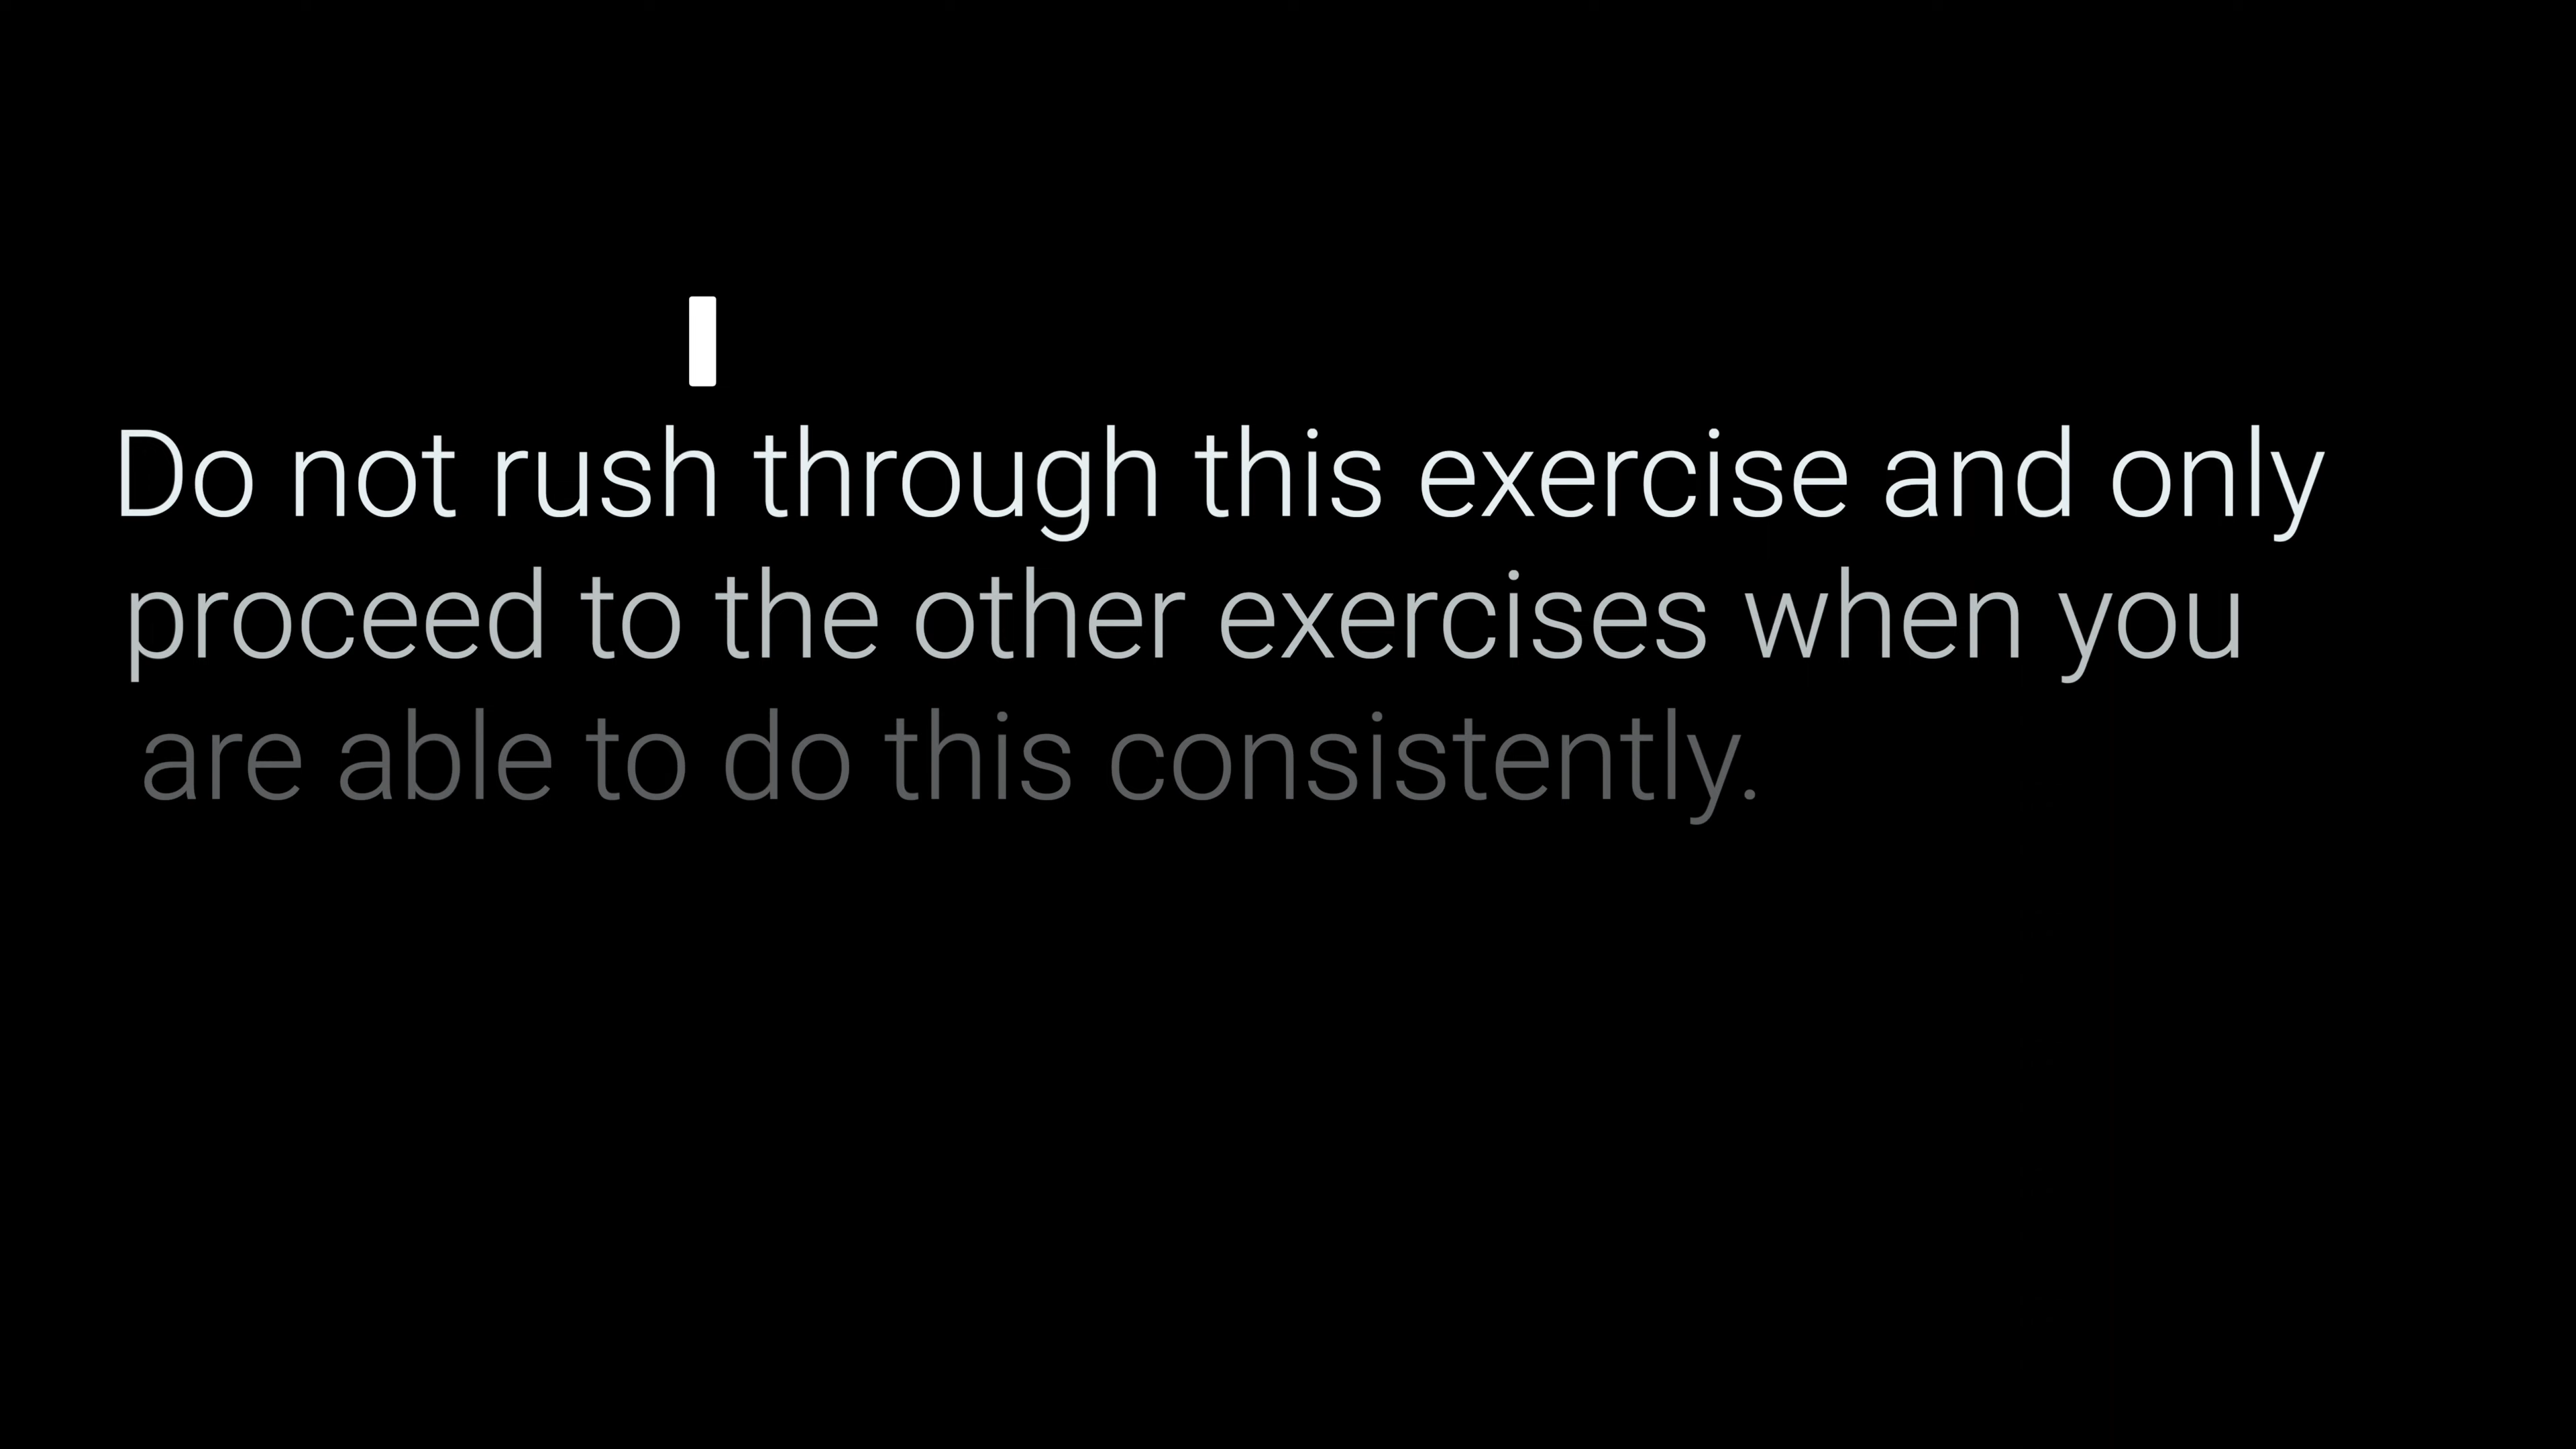 Do not rush through this exercise and only
proceed to the other exercises when you
are able to do this consistently.